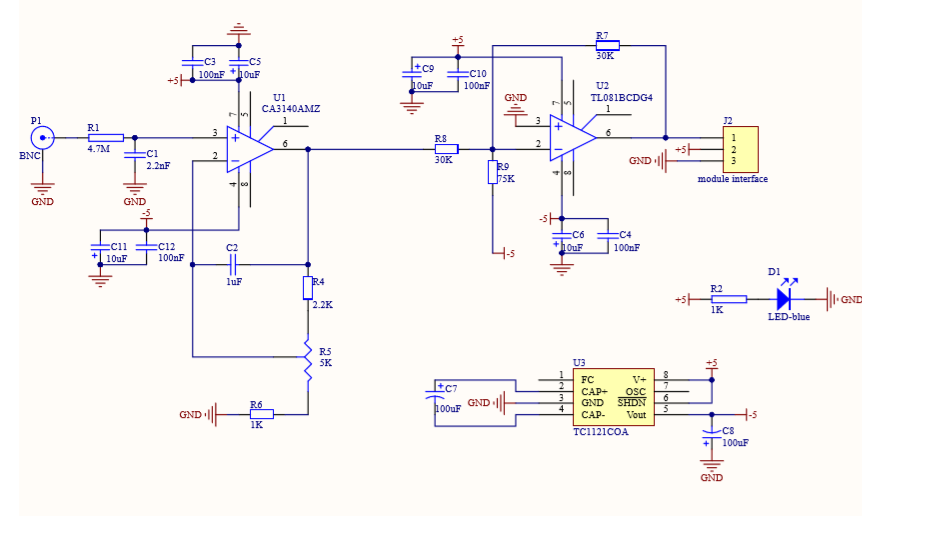 +5
C3
100nF
C5
10uF
U1
CA3140AMZ
7
5
1
3
2
6
4
8
P1
BNC
GND
R1
4.7M
C1
2.2nF
GND
-5
C11
10uF
C12
100nF
C2
1uF
R4
2.2K
R5
5K
GND
R6
1K
+5
C9
10uF
C10
100nF
R7
30K
GND
U2
TL081BCDG4
7
5
1
3
2
6
4
8
R8
30K
R9
75K
-5
-5
C6
10uF
C4
100nF
J2
1
2
3
+5
GND
module interface
D1
+5
R2
1K
LED-blue
GND
U3
1 FC V+ 8
2 CAP+ OSC 7
3 GND SHDN 6
4 CAP- Vout 5
TC1121COA
C7
100uF
GND
+5
-5
C8
100uF
GND